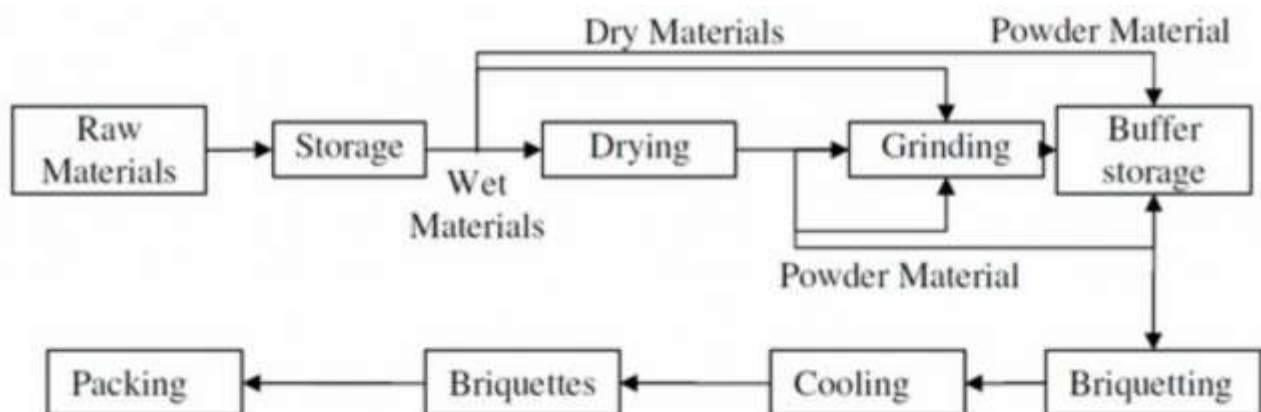 Dry Materials
Powder Material
Raw
Materials
Storage
Drying
Grinding
Buffer
storage
Wet
Materials
Powder Material
Packing
Briquettes
Cooling
Briquetting